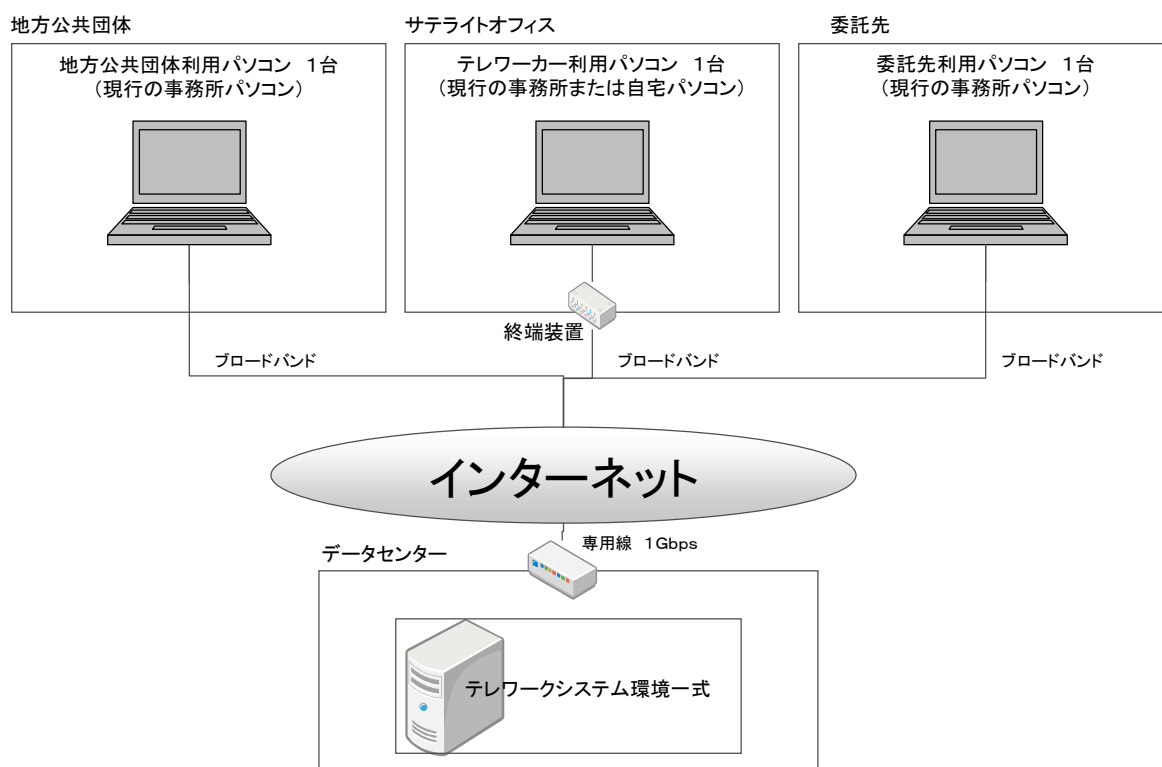 地方公共団体
サテライトオフィス
委託先
地方公共団体利用パソコン　1台
（現行の事務所パソコン）
テレワーカー利用パソコン　1台
（現行の事務所または自宅パソコン）
委託先利用パソコン　1台
（現行の事務所パソコン）
終端装置
ブロードバンド
ブロードバンド
ブロードバンド
インターネット
専用線　1Gbps
データセンター
テレワークシステム環境一式